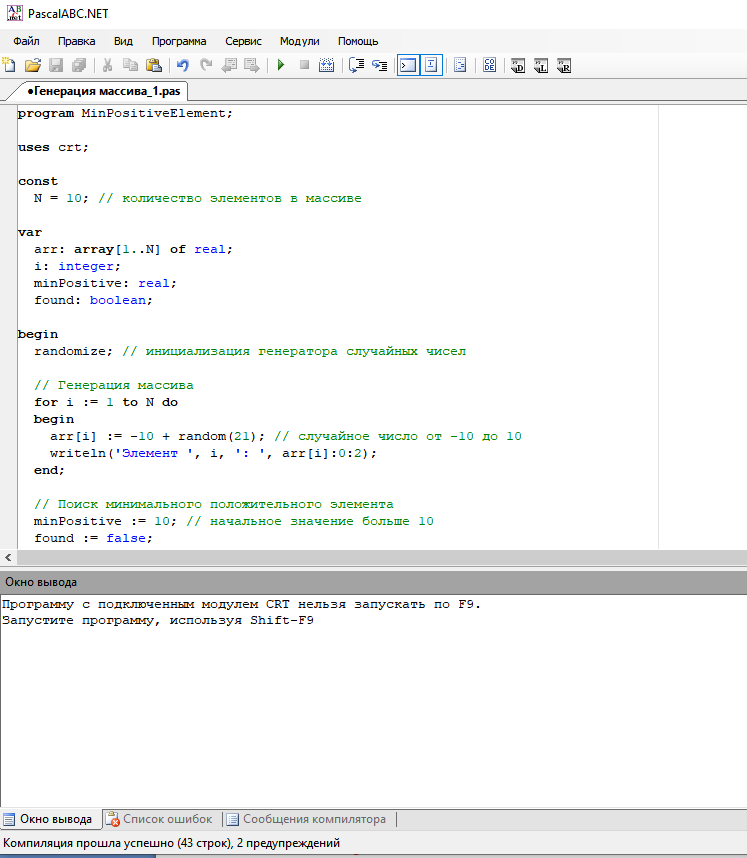 PascalABC.NET
Файл Правка Вид Программа Сервис Модули Помощь
•Генерация массива_1.pas
program MinPositiveElement;
uses crt;
const
N = 10; // количество элементов в массиве
var
arr: array[1..N] of real;
i: integer;
minPositive: real;
found: boolean;
begin
randomize; // инициализация генератора случайных чисел
// Генерация массива
for i := 1 to N do
begin
arr[i] := -10 + random(21); // случайное число от -10 до 10
writeln('Элемент ', i, ': ', arr[i]:0:2);
end;
// Поиск минимального положительного элемента
minPositive := 10; // начальное значение больше 10
found := false;
Окно вывода
Программу с подключенным модулем CRT нельзя запускать по F9.
Запустите программу, используя Shift-F9
Окно вывода Список ошибок Сообщения компилятора
Компиляция прошла успешно (43 строк), 2 предупреждений